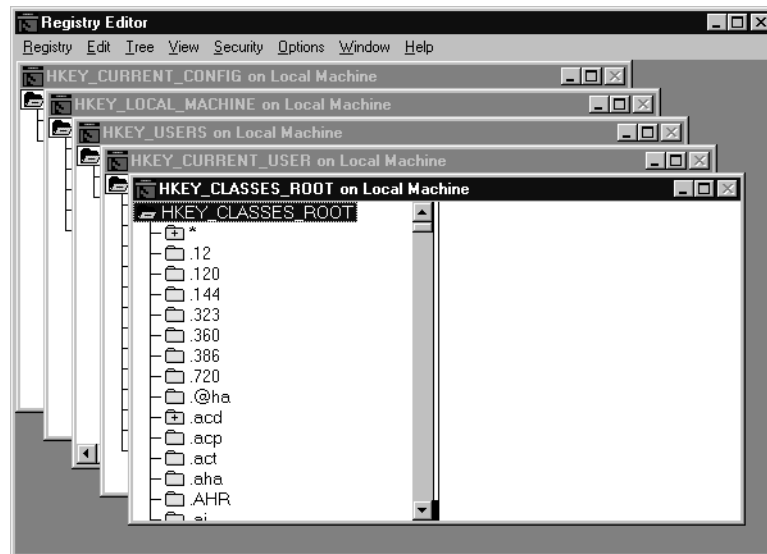 Registry Editor
Registry Edit Tree View Security Options Window Help
HKEY_CURRENT_CONFIG on Local Machine
HKEY_LOCAL_MACHINE on Local Machine
HKEY_USERS on Local Machine
HKEY_CURRENT_USER on Local Machine
HKEY_CLASSES_ROOT on Local Machine
HKEY_CLASSES_ROOT
*
.12
.120
.144
.323
.360
.386
.720
.@ha
.acd
.acp
.act
.aha
.AHR
.ai